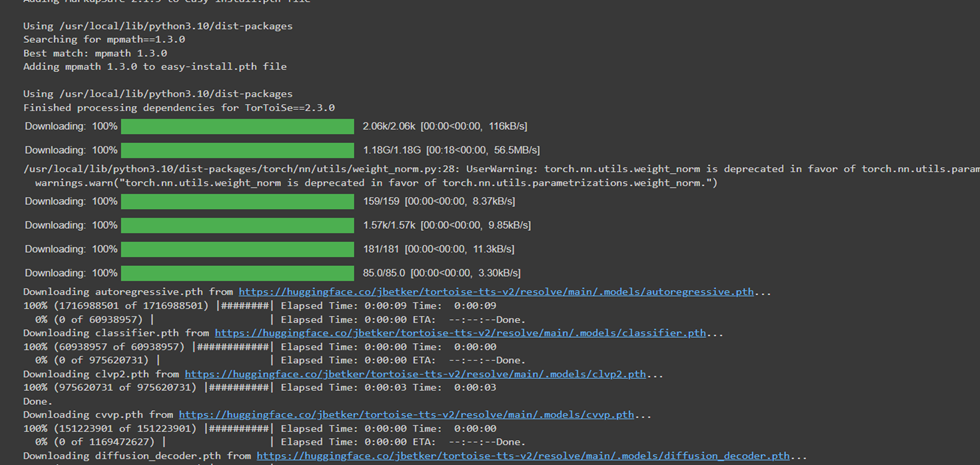 Adding MarkupSafe 2.1.5 to easy-install.pth file
Using /usr/local/lib/python3.10/dist-packages
Searching for mpmath==1.3.0
Best match: mpmath 1.3.0
Adding mpmath 1.3.0 to easy-install.pth file
Using /usr/local/lib/python3.10/dist-packages
Finished processing dependencies for TorToiSe==2.3.0
Downloading: 100% 2.06k/2.06k [00:00<00:00, 116kB/s]
Downloading: 100% 1.18G/1.18G [00:18<00:00, 56.5MB/s]
/usr/local/lib/python3.10/dist-packages/torch/nn/utils/weight_norm.py:28: UserWarning: torch.nn.utils.weight_norm is deprecated in favor of torch.nn.utils.param
warnings.warn("torch.nn.utils.weight_norm is deprecated in favor of torch.nn.utils.parametrizations.weight_norm.")
Downloading: 100% 159/159 [00:00<00:00, 8.37kB/s]
Downloading: 100% 1.57k/1.57k [00:00<00:00, 9.85kB/s]
Downloading: 100% 181/181 [00:00<00:00, 11.3kB/s]
Downloading: 100% 85.0/85.0 [00:00<00:00, 3.30kB/s]
Downloading autoregressive.pth from https://huggingface.co/jbetker/tortoise-tts-v2/resolve/main/.models/autoregressive.pth...
100% (1716988501 of 1716988501) |########| Elapsed Time: 0:00:09 Time:  0:00:09
0% (0 of 60938957) |                     | Elapsed Time: 0:00:00 ETA:  --:--:--Done.
Downloading classifier.pth from https://huggingface.co/jbetker/tortoise-tts-v2/resolve/main/.models/classifier.pth...
100% (60938957 of 60938957) |############| Elapsed Time: 0:00:00 Time:  0:00:00
0% (0 of 975620731) |                    | Elapsed Time: 0:00:00 ETA:  --:--:--Done.
Downloading clvp2.pth from https://huggingface.co/jbetker/tortoise-tts-v2/resolve/main/.models/clvp2.pth...
100% (975620731 of 975620731) |##########| Elapsed Time: 0:00:03 Time:  0:00:03
Done.
Downloading cvvp.pth from https://huggingface.co/jbetker/tortoise-tts-v2/resolve/main/.models/cvvp.pth...
100% (151223901 of 151223901) |##########| Elapsed Time: 0:00:00 Time:  0:00:00
0% (0 of 1169472627) |                   | Elapsed Time: 0:00:00 ETA:  --:--:--Done.
Downloading diffusion_decoder.pth from https://huggingface.co/jbetker/tortoise-tts-v2/resolve/main/.models/diffusion_decoder.pth...